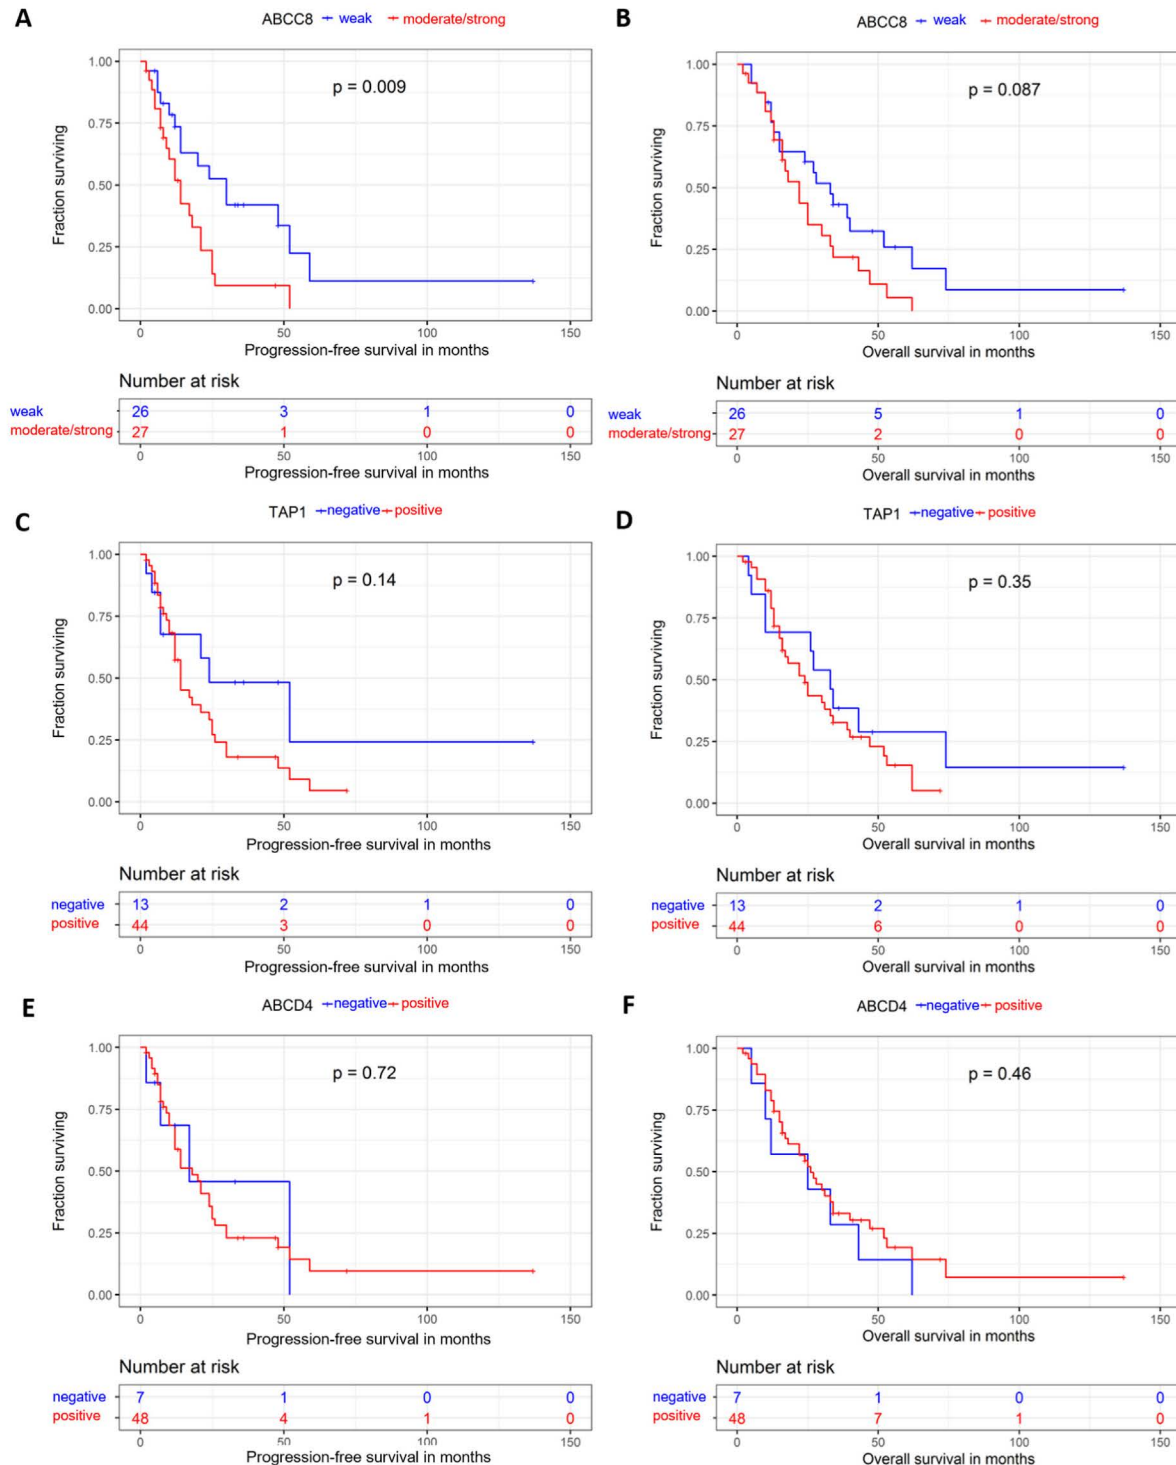 A
ABCC8 weak moderate/strong
1.00
0.75
0.50
0.25
0.00
Fraction surviving
p = 0.009
0 50 100 150
Progression-free survival in months
Number at risk
weak 26 3 1 0
moderate/strong 27 1 0 0
0 50 100 150
Progression-free survival in months
B
ABCC8 weak moderate/strong
1.00
0.75
0.50
0.25
0.00
Fraction surviving
p = 0.087
0 50 100 150
Overall survival in months
Number at risk
weak 26 5 1 0
moderate/strong 27 2 0 0
0 50 100 150
Overall survival in months
C
TAP1 negative positive
1.00
0.75
0.50
0.25
0.00
Fraction surviving
p = 0.14
0 50 100 150
Progression-free survival in months
Number at risk
negative 13 2 1 0
positive 44 3 0 0
0 50 100 150
Progression-free survival in months
D
TAP1 negative positive
1.00
0.75
0.50
0.25
0.00
Fraction surviving
p = 0.35
0 50 100 150
Overall survival in months
Number at risk
negative 13 2 1 0
positive 44 6 0 0
0 50 100 150
Overall survival in months
E
ABCD4 negative positive
1.00
0.75
0.50
0.25
0.00
Fraction surviving
p = 0.72
0 50 100 150
Progression-free survival in months
Number at risk
negative 7 1 0 0
positive 48 4 1 0
0 50 100 150
Progression-free survival in months
F
ABCD4 negative positive
1.00
0.75
0.50
0.25
0.00
Fraction surviving
p = 0.46
0 50 100 150
Overall survival in months
Number at risk
negative 7 1 0 0
positive 48 7 1 0
0 50 100 150
Overall survival in months